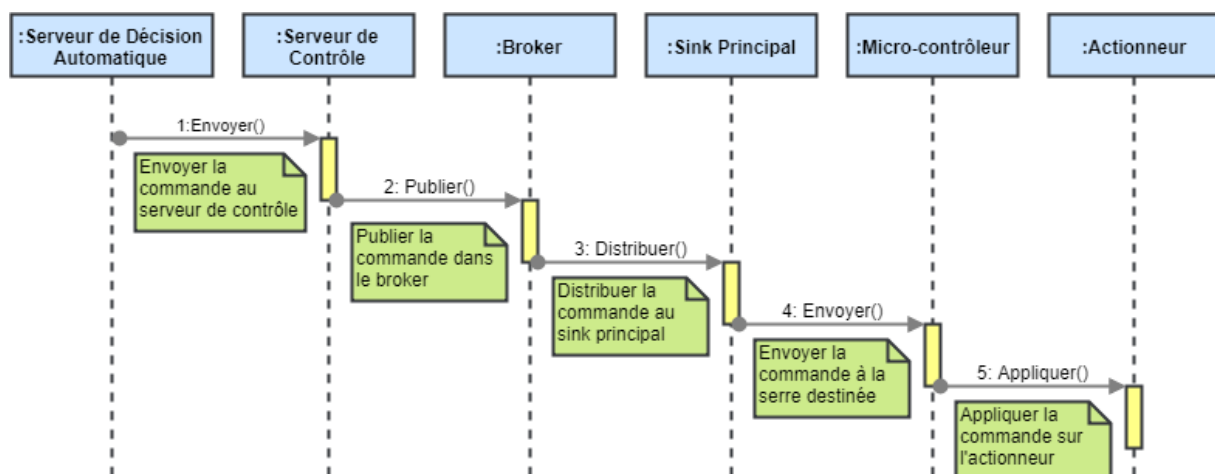 :Serveur de Décision
Automatique
:Serveur de
Contrôle
:Broker
:Sink Principal
:Micro-contrôleur
:Actionneur
1:Envoyer()
Envoyer la
commande au
serveur de contrôle
2: Publier()
Publier la
commande dans
le broker
3: Distribuer()
Distribuer la
commande au
sink principal
4: Envoyer()
Envoyer la
commande à la
serre destinée
5: Appliquer()
Appliquer la
commande sur
l'actionneur